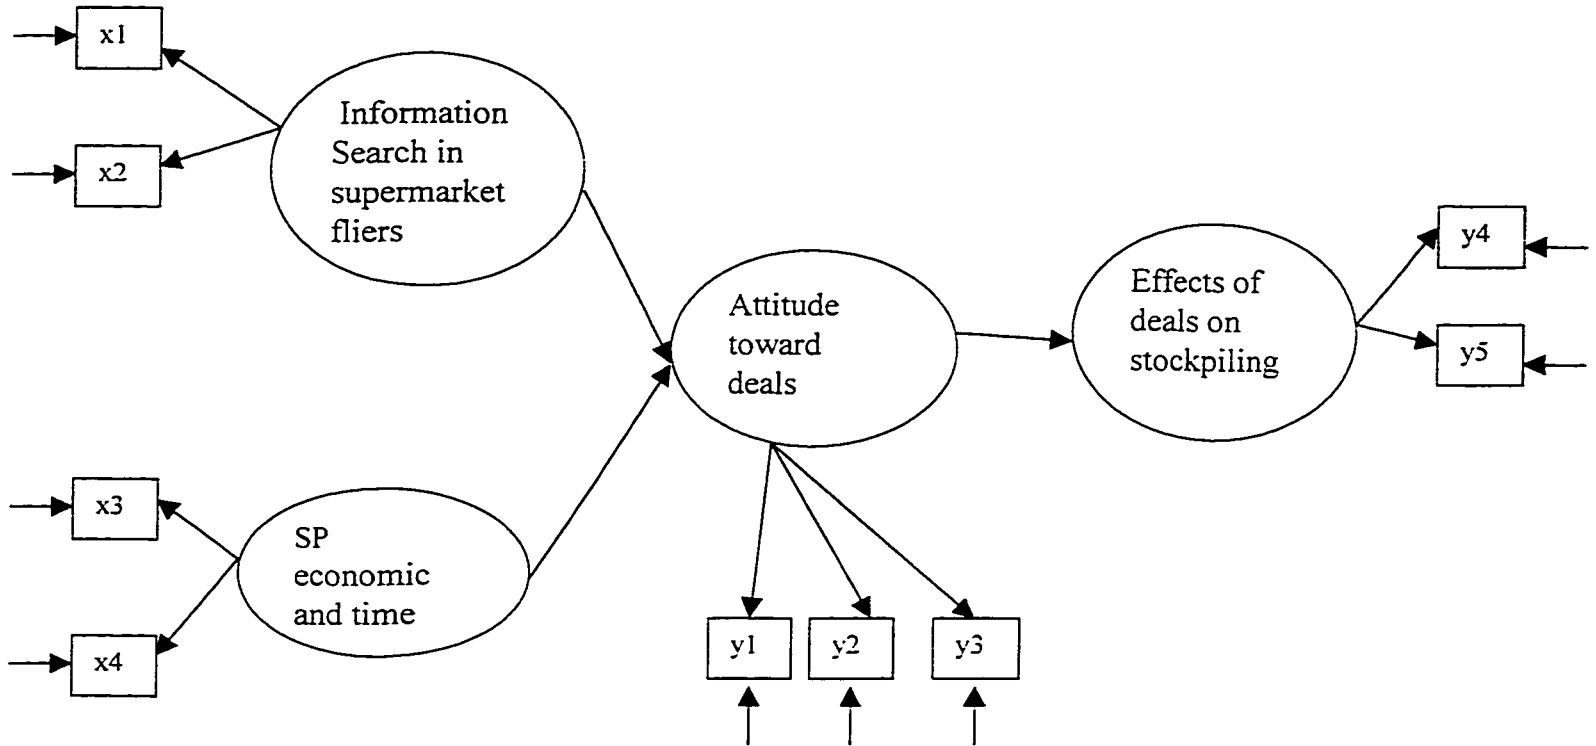 x1
x2
Information
Search in
supermarket
fliers
Attitude
toward
deals
Effects of
deals on
stockpiling
y4
y5
x3
x4
SP
economic
and time
y1
y2
y3